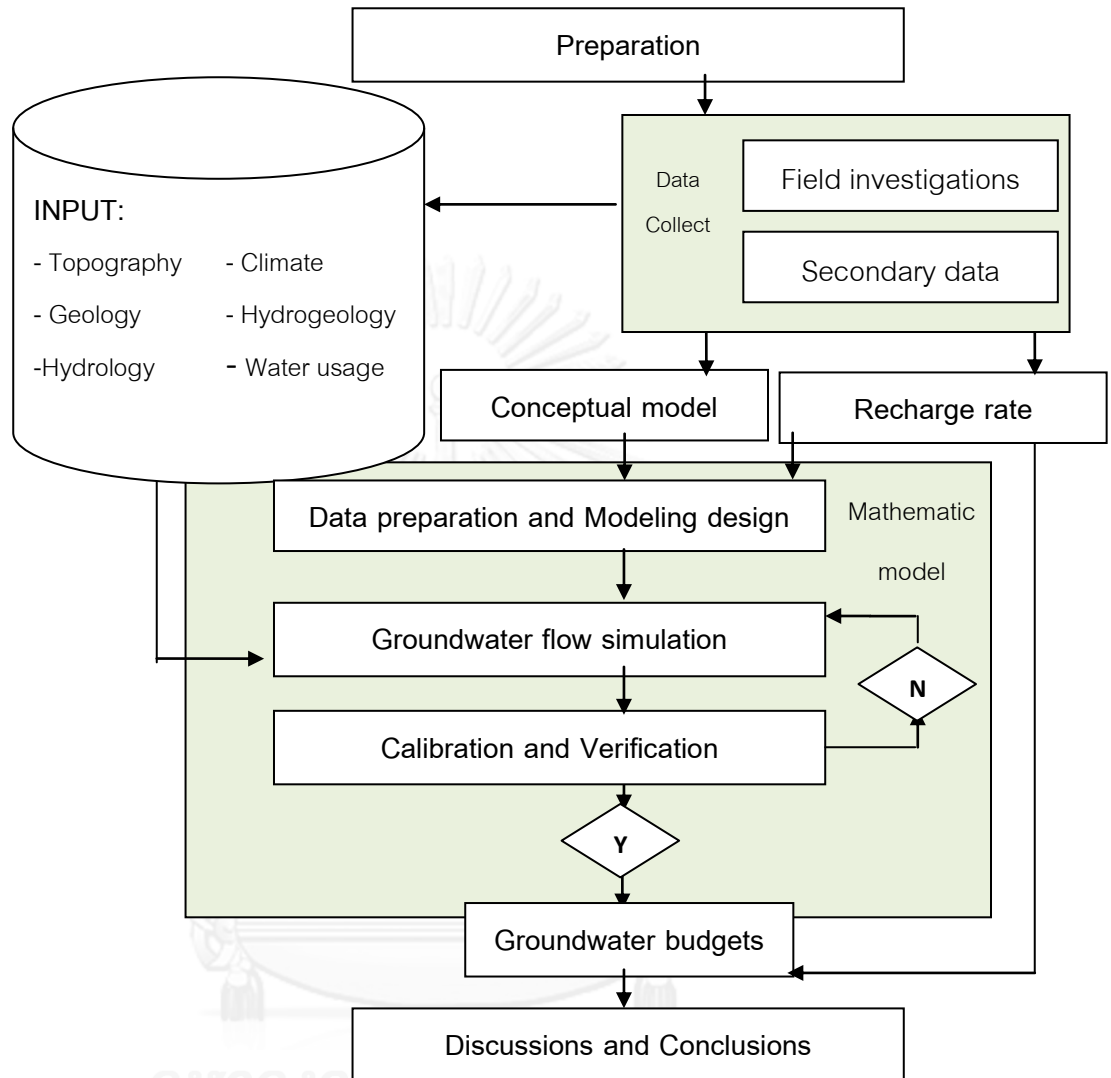 Preparation
Data
Collect
Field investigations
Secondary data
INPUT:
- Topography - Climate
- Geology - Hydrogeology
-Hydrology - Water usage
Conceptual model
Recharge rate
Data preparation and Modeling design
Mathematic
model
Groundwater flow simulation
N
Calibration and Verification
Y
Groundwater budgets
Discussions and Conclusions